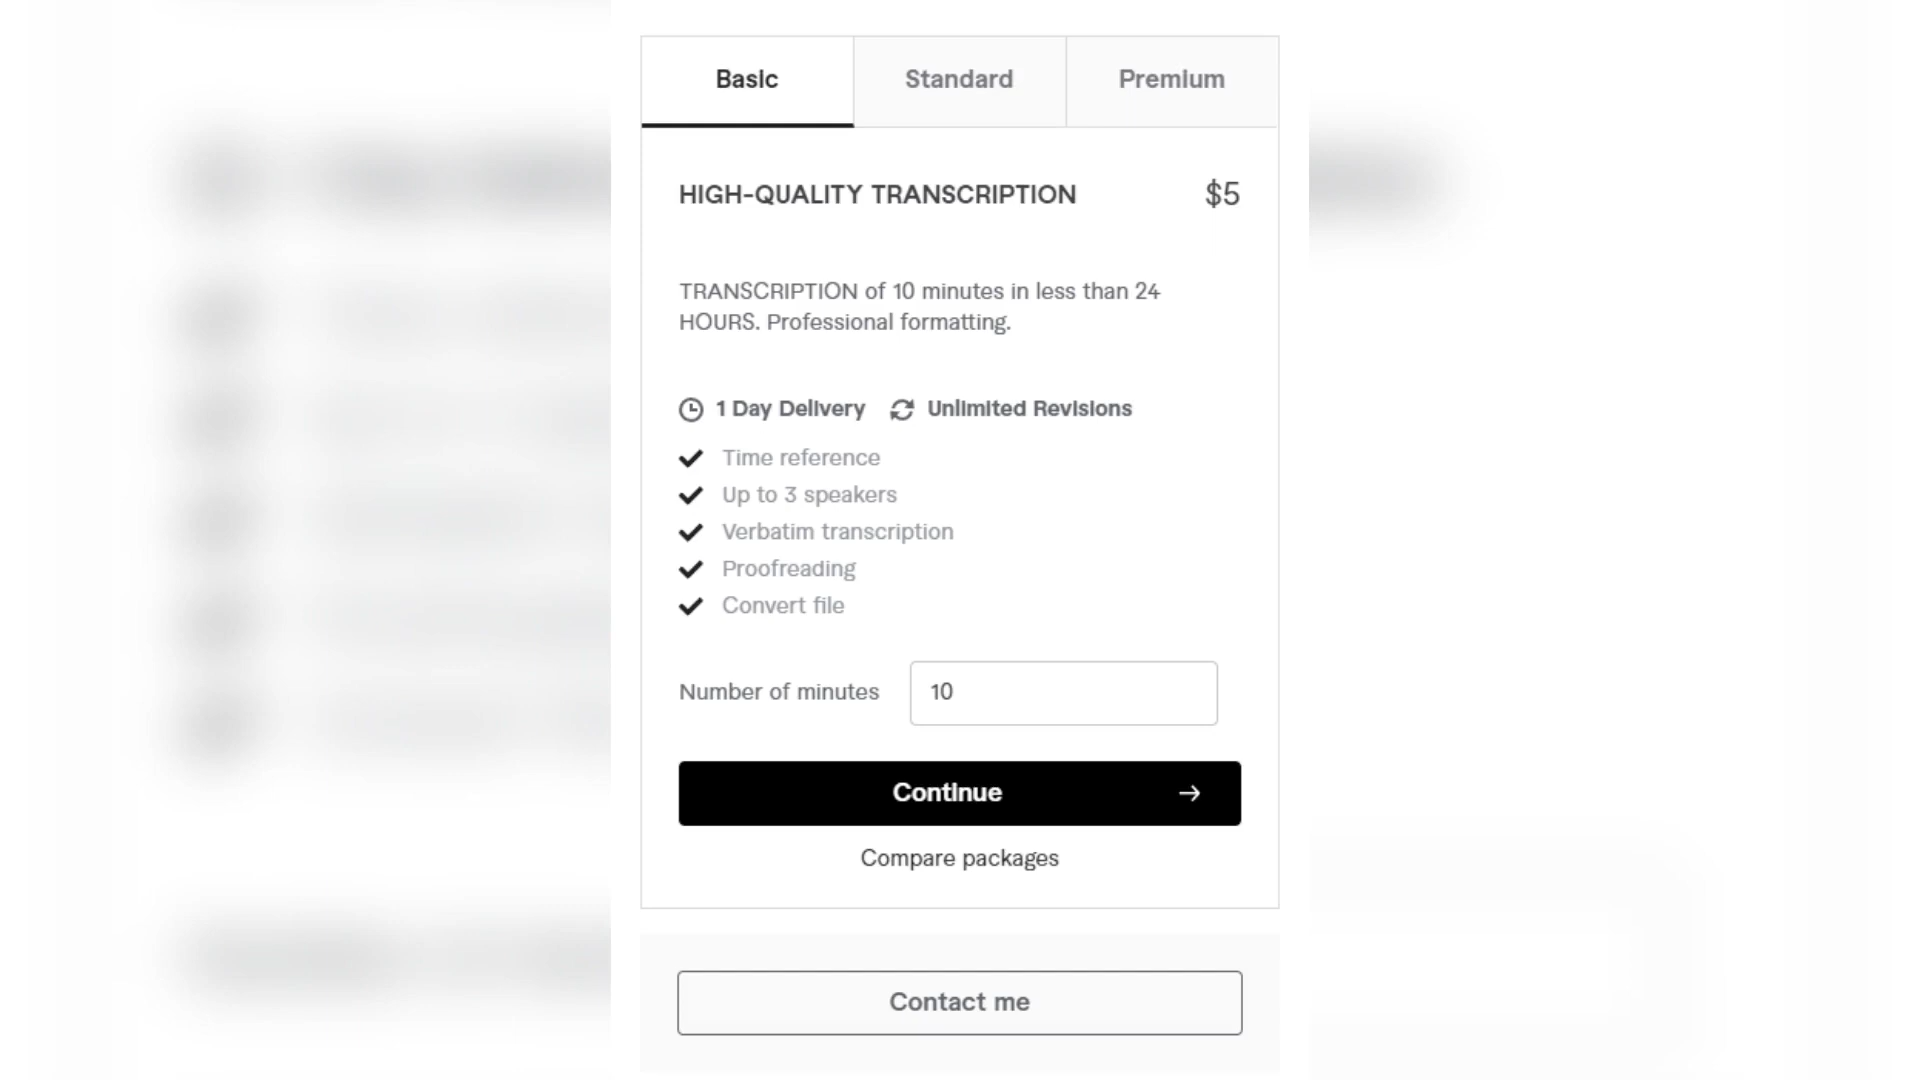 Basic
Standard
Premium
HIGH-QUALITY TRANSCRIPTION
$5
TRANSCRIPTION of 10 minutes in less than 24
HOURS. Professional formatting.
1 Day Delivery
Unlimited Revisions
Time reference
Up to 3 speakers
Verbatim transcription
Proofreading
Convert file
Number of minutes
10
Continue
Compare packages
Contact me